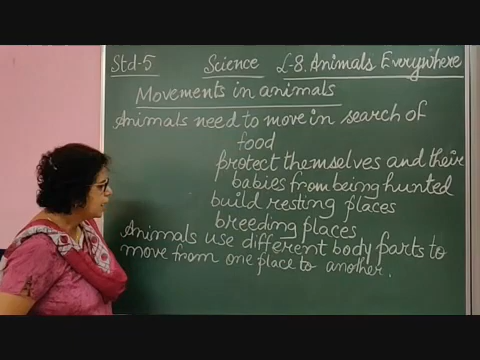 Std-5 Science L-8. Animals Everywhere
Movements in animals
Animals need to move in search of
food
protect themselves and their
babies from being hunted
build resting places
breeding places
Animals use different body parts to
move from one place to another.